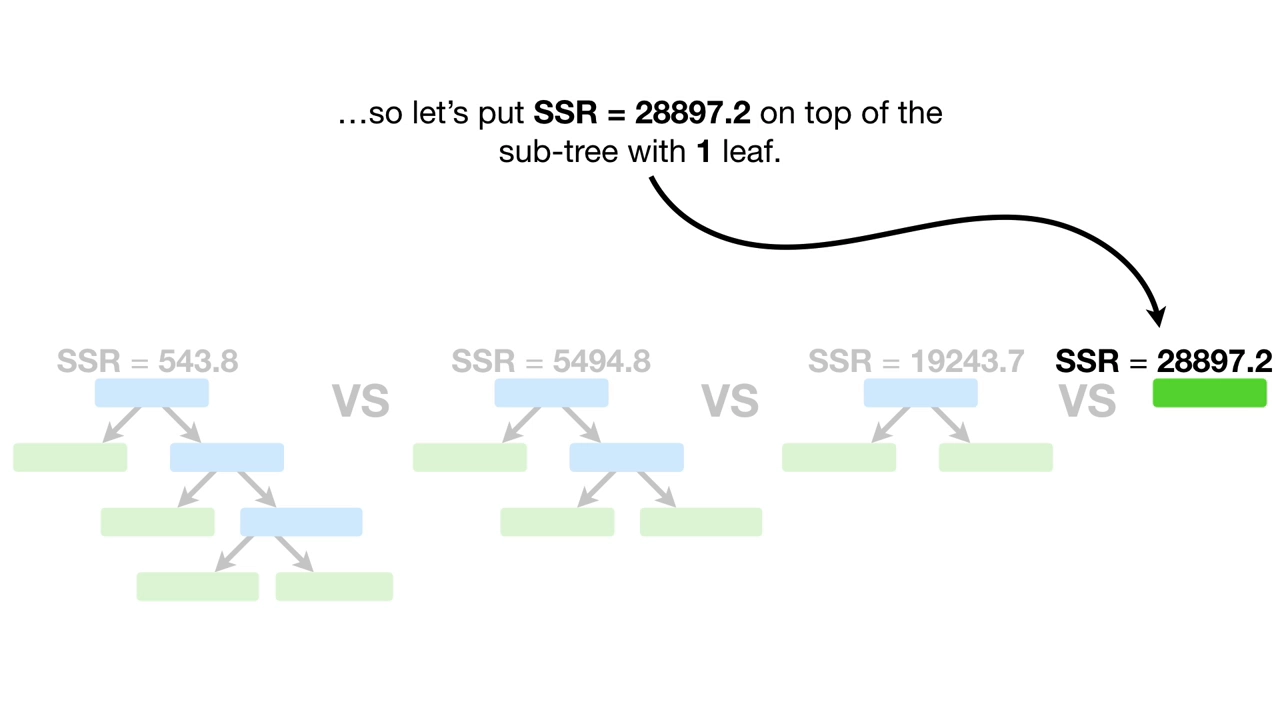 …so let’s put SSR = 28897.2 on top of the
sub-tree with 1 leaf.
SSR = 543.8
VS
SSR = 5494.8
VS
SSR = 19243.7
VS
SSR = 28897.2